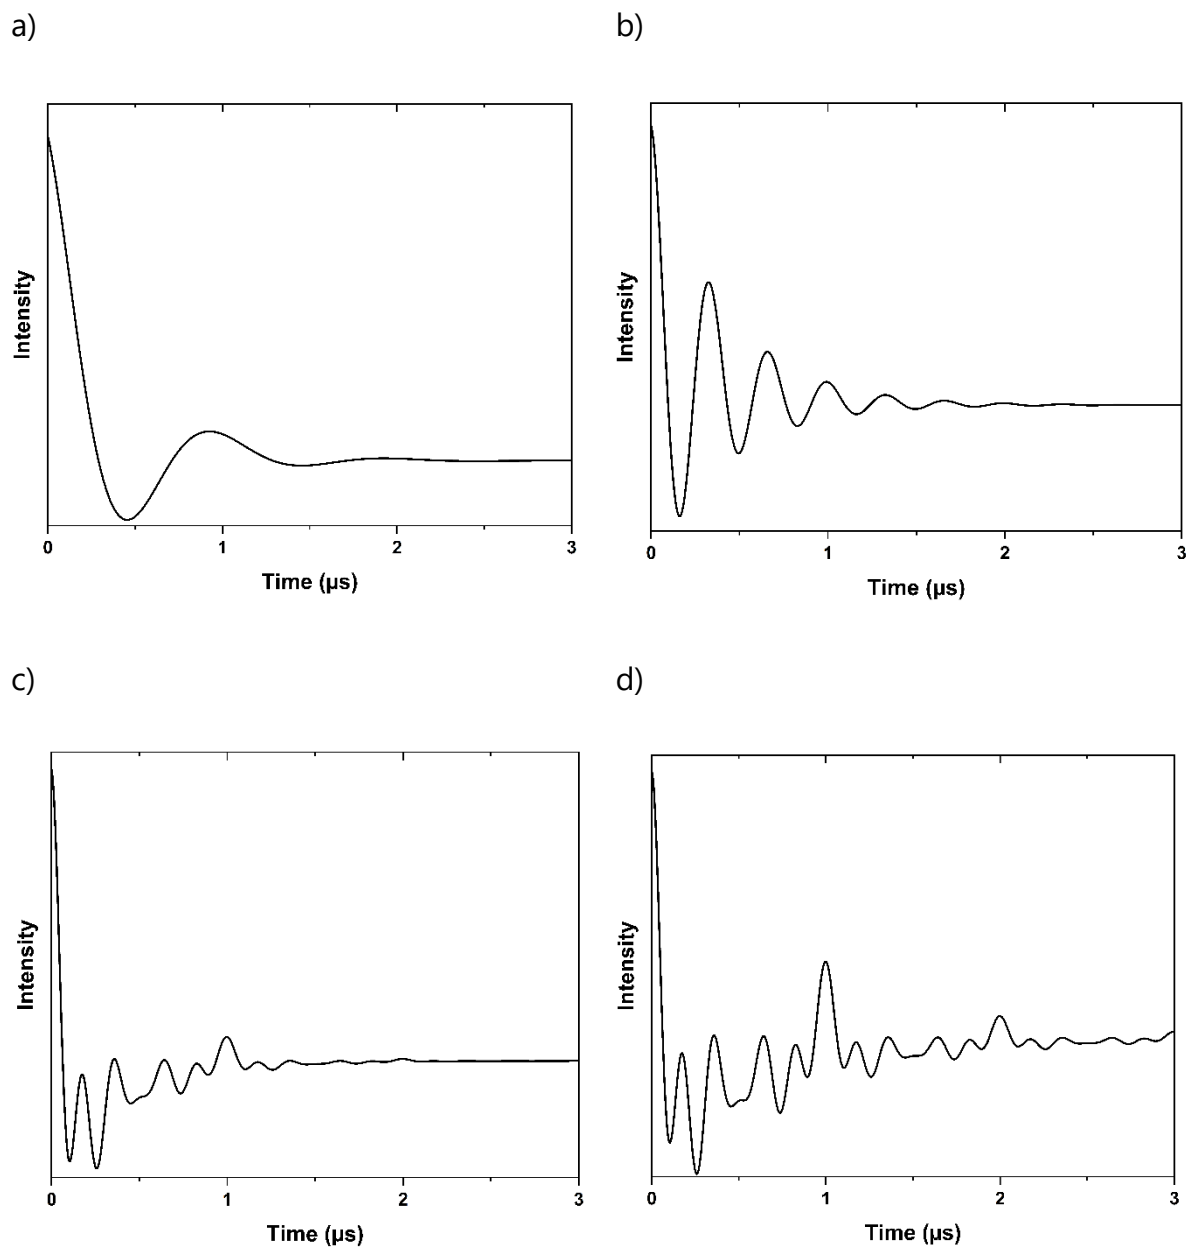 a)
b)
Intensity
Intensity
0 1 2 3
0 1 2 3
Time (µs)
Time (µs)
c)
d)
Intensity
Intensity
0 1 2 3
0 1 2 3
Time (µs)
Time (µs)